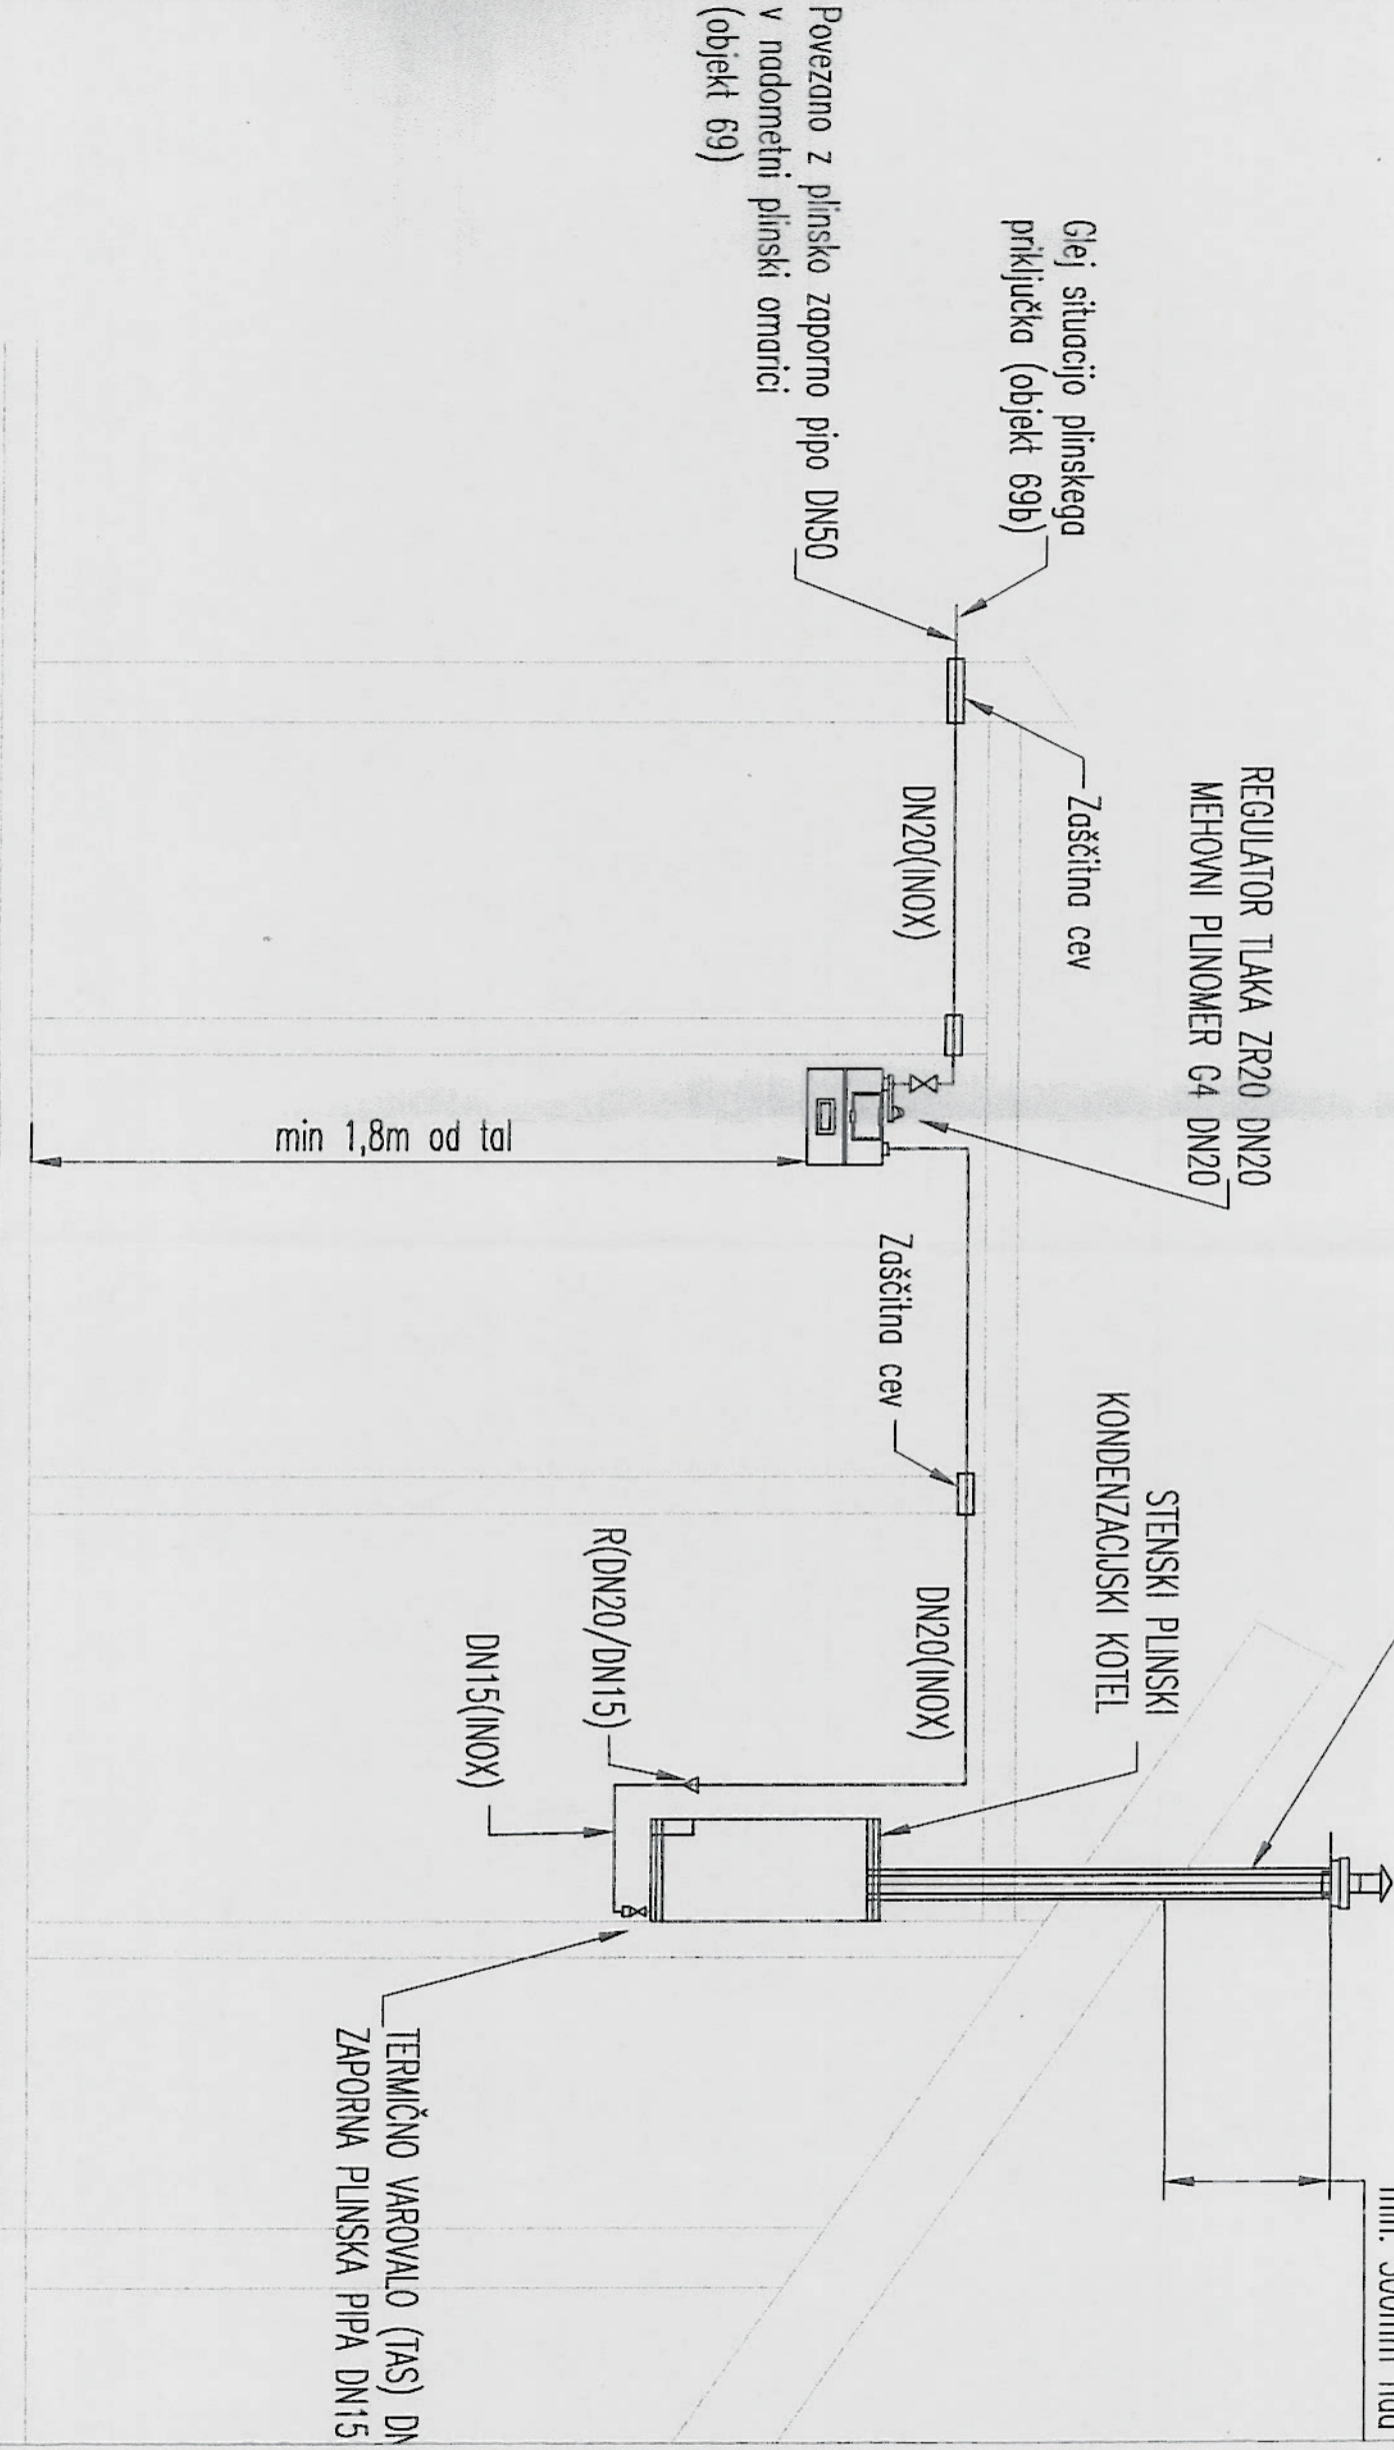 Povezano z plinsko zaporno pipo DN50
v nadometni plinski omarici
(objekt 69)
Glej situacijo plinskega
priključka (objekt 69b)
Zaščitna cev
DN20(INOX)
REGULATOR TLAKA ZR20 DN20
MEHOVNI PLINOMER G4 DN20
min 1,8m od tal
Zaščitna cev
STENSKI PLINSKI
KONDENZACIJSKI KOTEL
DN20(INOX)
R(DN20/DN15)
DN15(INOX)
TERMIČNO VAROVALO (TAS)
ZAPORNA PLINSKA PIPA DN15